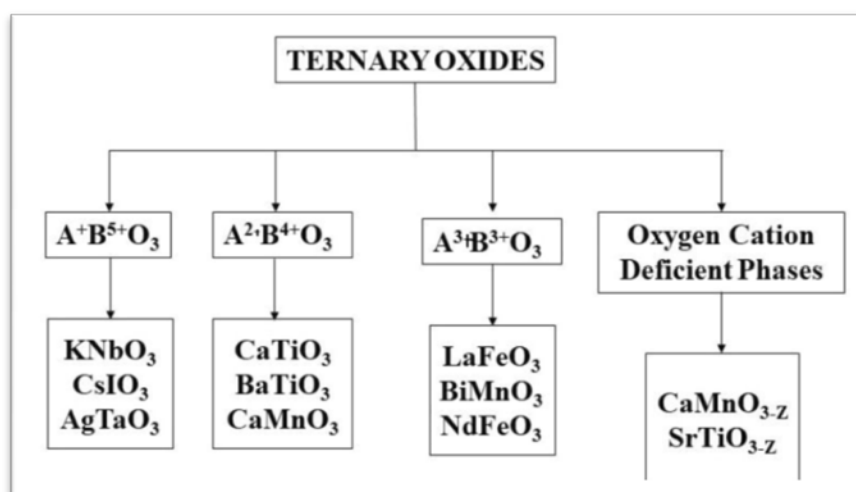 TERNARY OXIDES
A⁺B⁵⁺O₃
A²⁺B⁴⁺O₃
A³⁺B³⁺O₃
Oxygen Cation
Deficient Phases
KNbO₃
CsIO₃
AgTaO₃
CaTiO₃
BaTiO₃
CaMnO₃
LaFeO₃
BiMnO₃
NdFeO₃
CaMnO₃₋Z
SrTiO₃₋Z